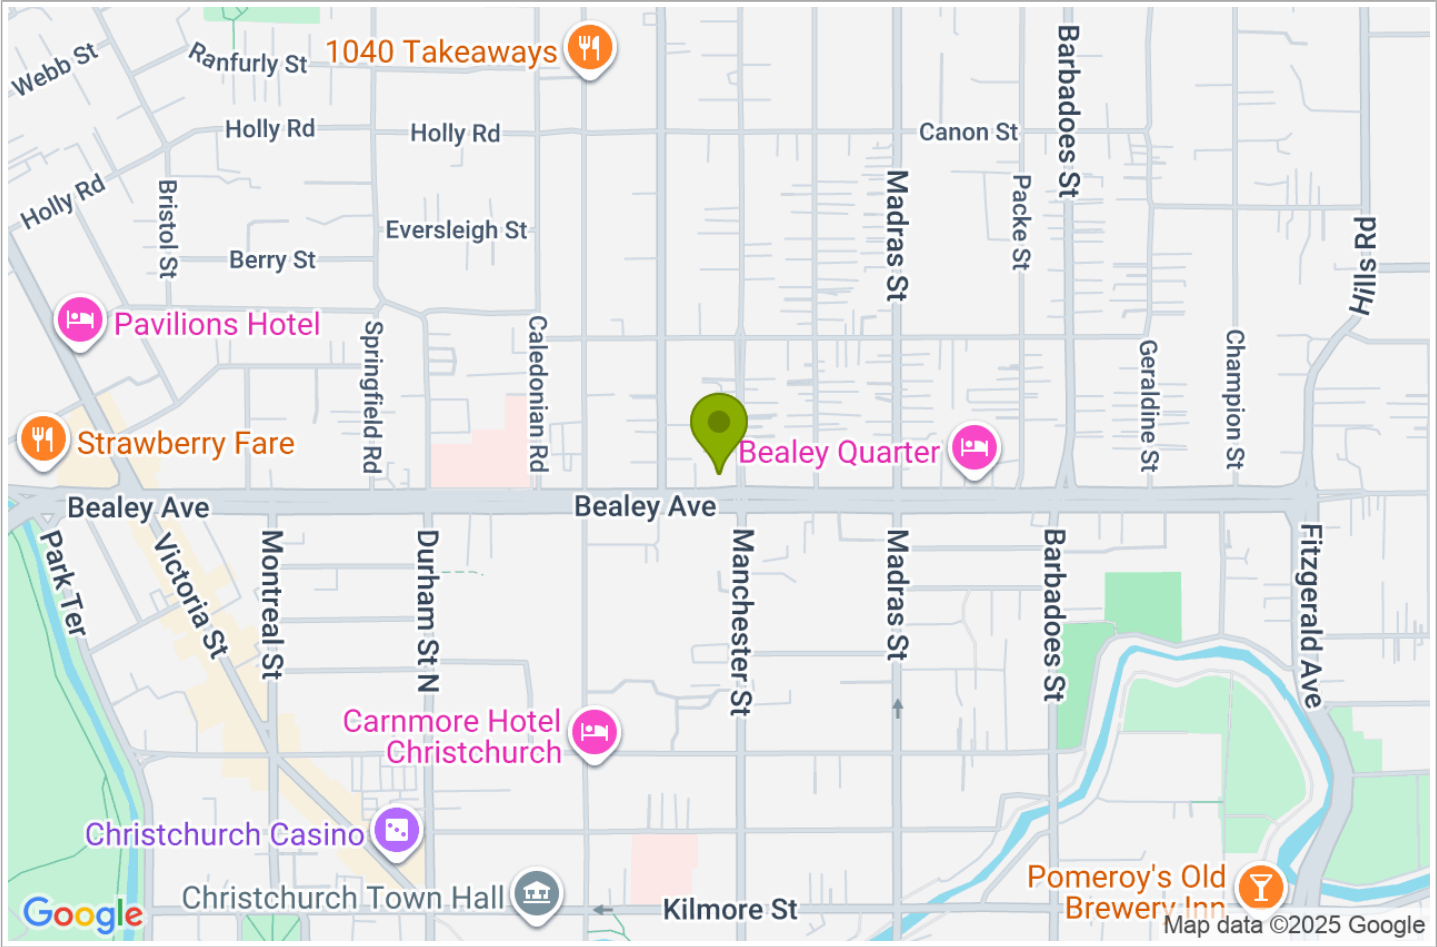 Webb St
Ranfurly St
1040 Takeaways
Barbadoes St
Holly Rd
Holly Rd
Canon St
Holly Rd
Bristol St
Madras St
Packe St
Eversleigh St
Berry St
Hills Rd
Pavilions Hotel
Springfield Rd
Caledonian Rd
Geraldine St
Champion St
Strawberry Fare
Bealey Quarter
Bealey Ave
Bealey Ave
Park Ter
Victoria St
Montreal St
Durham St N
Manchester St
Madras St
Barbadoes St
Fitzgerald Ave
Carnmore Hotel
Christchurch
Christchurch Casino
Christchurch Town Hall
Kilmore St
Pomeroy's Old
Brewery Inn
Google
Map data ©2025 Google